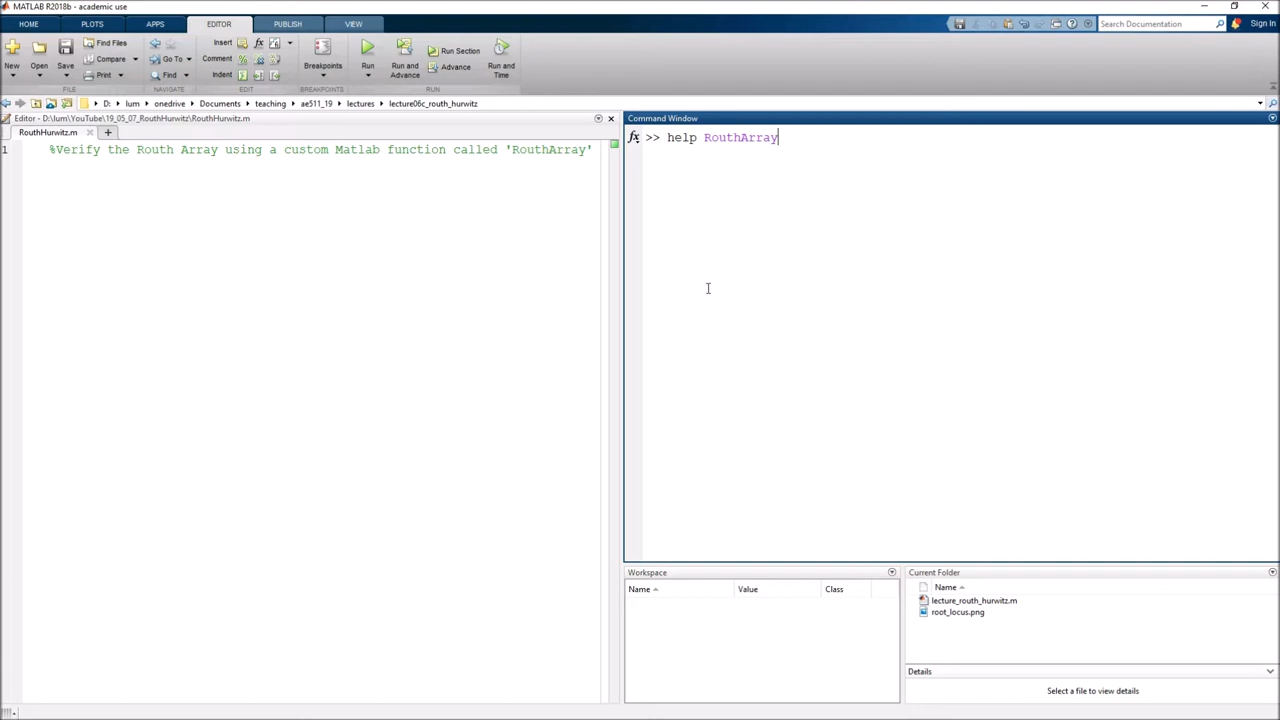 MATLAB R2018b - academic use
HOME PLOTS APPS EDITOR PUBLISH VIEW
Search Documentation Sign In
New Open Save Find Files Compare Print
Go To Find
Insert Comment Indent
Breakpoints
Run Run and Advance Run Section Advance Run and Time
FILE NAVIGATE EDIT BREAKPOINTS RUN
D: lum onedrive Documents teaching ae511_19 lectures lecture06c_routh_hurwitz
Editor - D:\lum\YouTube\19_05_07_RouthHurwitz\RouthHurwitz.m
RouthHurwitz.m
1 %Verify the Routh Array using a custom Matlab function called 'RouthArray'
Command Window
fx >> help RouthArray
Workspace
Name Value Class
Current Folder
Name
lecture_routh_hurwitz.m
root_locus.png
Details
Select a file to view details